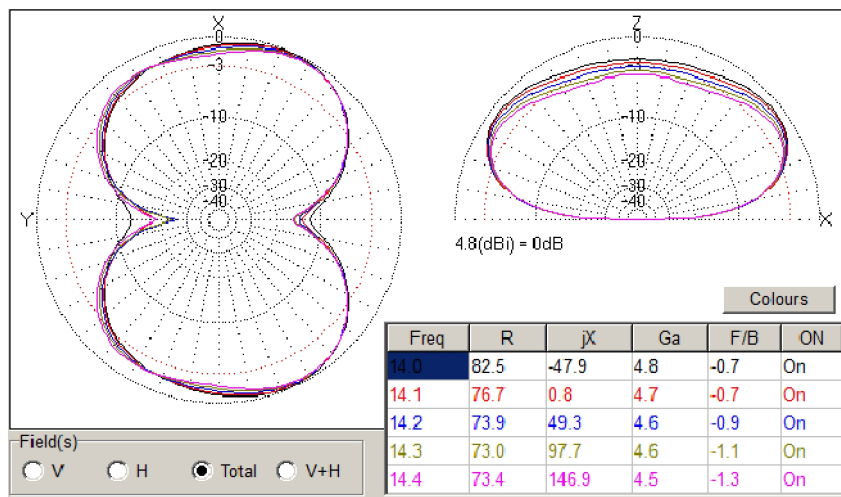 X
0
-3
-10
-20
-30
-40
Y
Z
0
-10
-20
-30
-40
X
4.8(dBi) = 0dB
Colours
Freq R jX Ga F/B ON
14.0 82.5 -47.9 4.8 -0.7 On
14.1 76.7 0.8 4.7 -0.7 On
14.2 73.9 49.3 4.6 -0.9 On
14.3 73.0 97.7 4.6 -1.1 On
14.4 73.4 146.9 4.5 -1.3 On
Field(s)
V H Total V+H